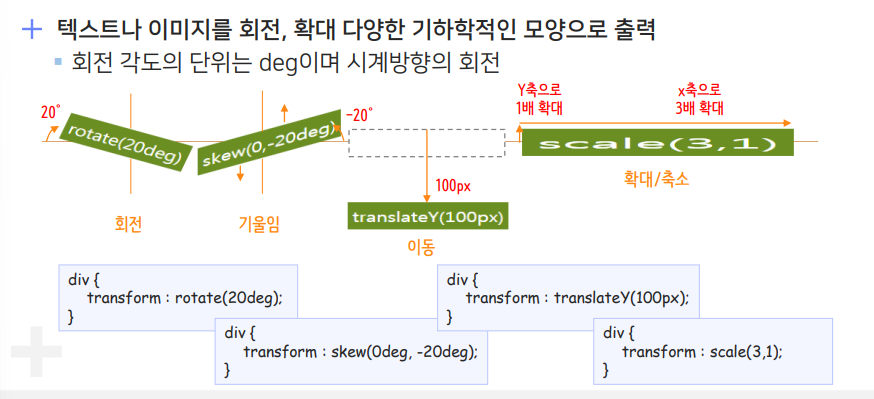 텍스트나 이미지를 회전, 확대 다양한 기하학적인 모양으로 출력
회전 각도의 단위는 deg이며 시계방향의 회전
20°
rotate(20deg)
회전
skew(0,-20deg)
-20°
기울임
100px
translateY(100px)
이동
Y축으로
1배 확대
x축으로
3배 확대
scale(3,1)
확대/축소
div {
transform : rotate(20deg);
}
div {
transform : skew(0deg, -20deg);
}
div {
transform : translateY(100px);
}
div {
transform : scale(3,1);
}